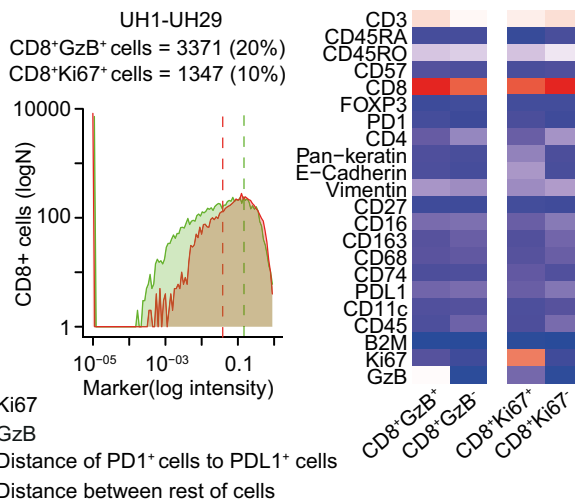 UH1-UH29
CD8⁺GzB⁺ cells = 3371 (20%)
CD8⁺Ki67⁺ cells = 1347 (10%)
10000
100
1
CD8+ cells (logN)
10⁻⁰⁵
10⁻⁰³
0.1
Marker(log intensity)
Ki67
GzB
Distance of PD1⁺ cells to PDL1⁺ cells
Distance between rest of cells
CD3
CD45RA
CD45RO
CD57
CD8
FOXP3
PD1
CD4
Pan−keratin
E−Cadherin
Vimentin
CD27
CD16
CD163
CD68
CD74
PDL1
CD11c
CD45
B2M
Ki67
GzB
CD8⁺GzB⁺
CD8⁺GzB⁻
CD8⁺Ki67⁺
CD8⁺Ki67⁻